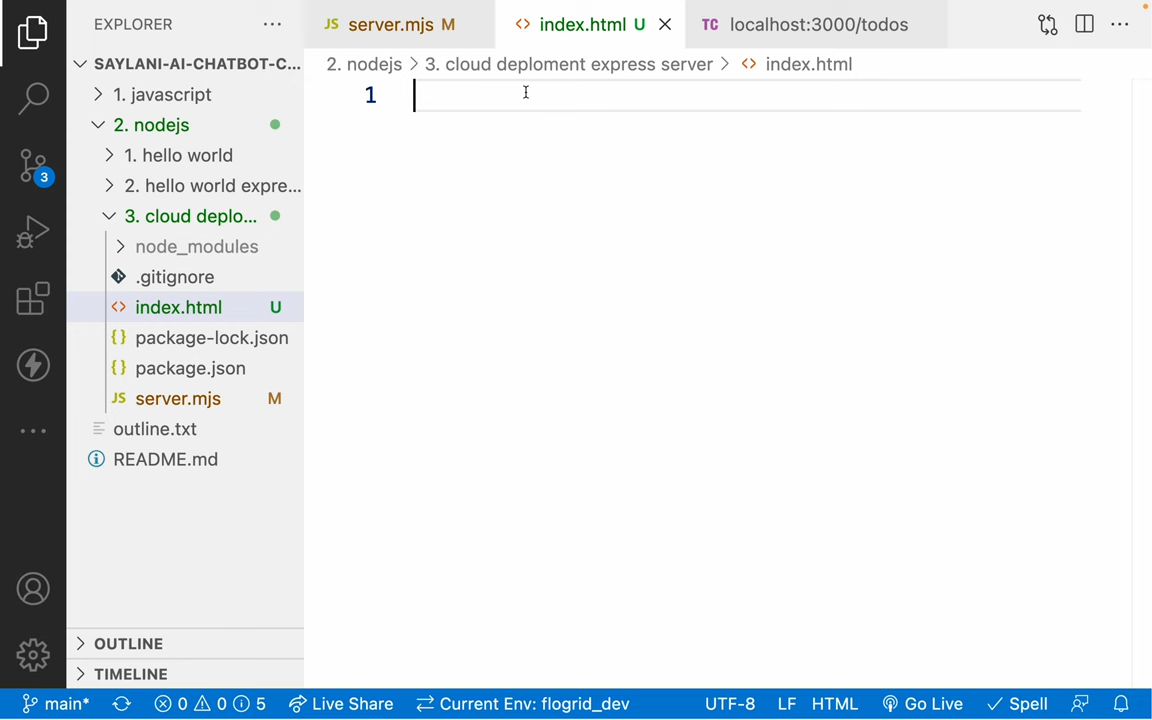 EXPLORER
SAYLANI-AI-CHATBOT-C...
1. javascript
2. nodejs
1. hello world
2. hello world expre...
3. cloud deplo...
node_modules
.gitignore
index.html U
package-lock.json
package.json
JS server.mjs M
outline.txt
README.md
OUTLINE
TIMELINE
3
JS server.mjs M
index.html U
TC localhost:3000/todos
2. nodejs > 3. cloud deploment express server > index.html
1
main* 0 0 5 Live Share Current Env: flogrid_dev UTF-8 LF HTML Go Live Spell